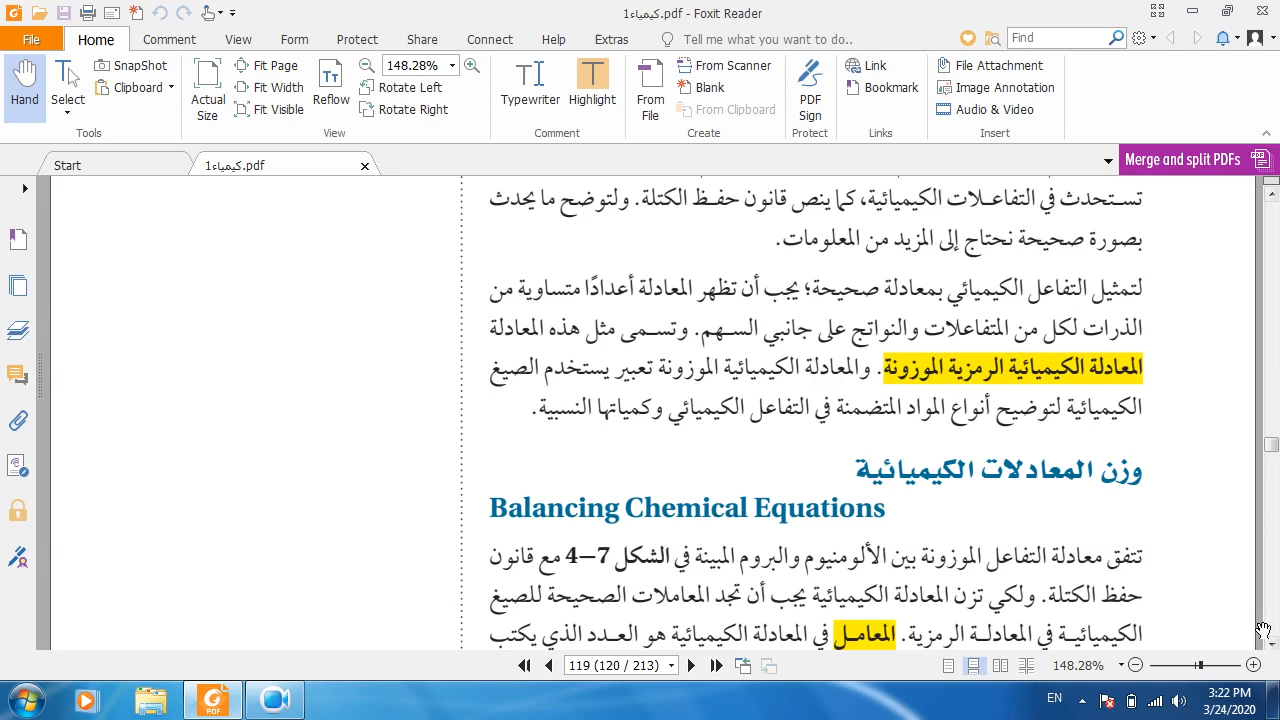 كيمياء1.pdf - Foxit Reader
File
Home
Comment
View
Form
Protect
Share
Connect
Help
Extras
Tell me what you want to do..
Find
Hand
Select
SnapShot
Clipboard
Tools
Actual Size
Fit Page
Fit Width
Fit Visible
Reflow
148.28%
Rotate Left
Rotate Right
View
Typewriter
Highlight
Comment
From File
From Scanner
Blank
From Clipboard
Create
PDF Sign
Protect
Link
Bookmark
Links
File Attachment
Image Annotation
Audio & Video
Insert
Start
كيمياء1.pdf
Merge and split PDFs
تستحدث في التفاعلات الكيميائية، كما ينص قانون حفظ الكتلة. ولتوضح ما يحدث
بصورة صحيحة نحتاج إلى المزيد من المعلومات.
لتمثيل التفاعل الكيميائي بمعادلة صحيحة؛ يجب أن تظهر المعادلة أعدادًا متساوية من
الذرات لكل من المتفاعلات والنواتج على جانبي السهم. وتسمى مثل هذه المعادلة
المعادلة الكيميائية الرمزية الموزونة. والمعادلة الكيميائية الموزونة تعبير يستخدم الصيغ
الكيميائية لتوضيح أنواع المواد المتضمنة في التفاعل الكيميائي وكمياتها النسبية.
وزن المعادلات الكيميائية
Balancing Chemical Equations
تتفق معادلة التفاعل الموزونة بين الألومنيوم والبروم المبينة في الشكل 7–4 مع قانون
حفظ الكتلة. ولكي تزن المعادلة الكيميائية يجب أن تجد المعاملات الصحيحة للصيغ
الكيميائية في المعادلة الرمزية. المعامل في المعادلة الكيميائية هو العدد الذي يكتب
119 (120 / 213)
148.28%
EN
3:22 PM
3/24/2020